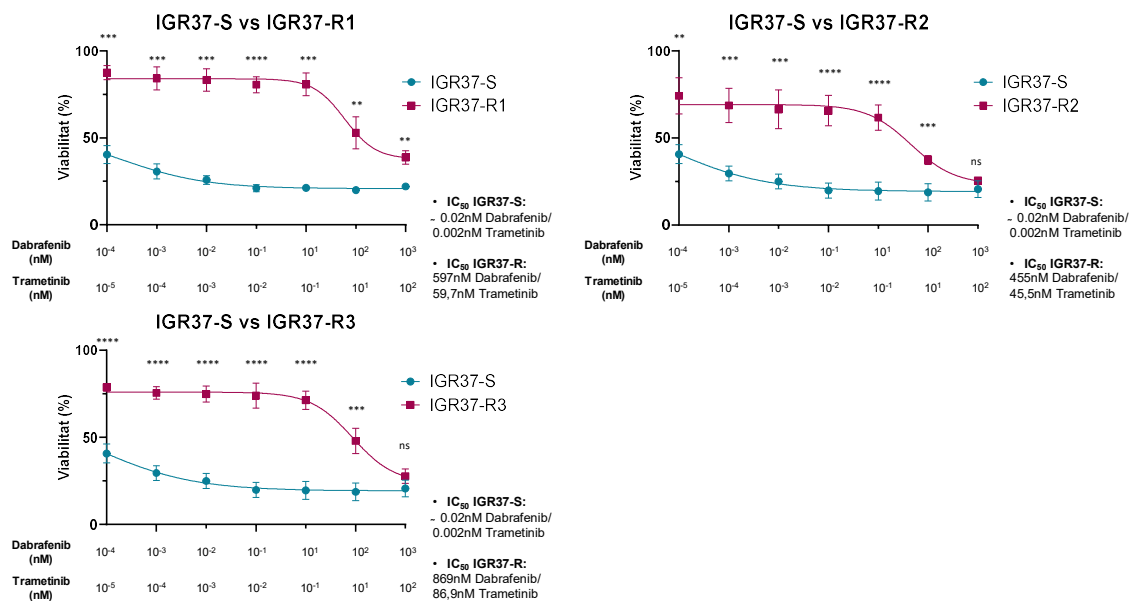 IGR37-S vs IGR37-R1
*** *** *** **** *** ** **
100
50
0
Viabilitat (%)
IGR37-S
IGR37-R1
• IC₅₀ IGR37-S:
~ 0.02nM Dabrafenib/
0.002nM Trametinib
• IC₅₀ IGR37-R:
597nM Dabrafenib/
59,7nM Trametinib
Dabrafenib
(nM)
10⁻⁴ 10⁻³ 10⁻² 10⁻¹ 10¹ 10² 10³
Trametinib
(nM)
10⁻⁵ 10⁻⁴ 10⁻³ 10⁻² 10⁻¹ 10¹ 10²
IGR37-S vs IGR37-R2
** *** *** **** **** *** ns
100
50
0
Viabilitat (%)
IGR37-S
IGR37-R2
• IC₅₀ IGR37-S:
~ 0.02nM Dabrafenib/
0.002nM Trametinib
• IC₅₀ IGR37-R:
455nM Dabrafenib/
45,5nM Trametinib
Dabrafenib
(nM)
10⁻⁴ 10⁻³ 10⁻² 10⁻¹ 10¹ 10² 10³
Trametinib
(nM)
10⁻⁵ 10⁻⁴ 10⁻³ 10⁻² 10⁻¹ 10¹ 10²
IGR37-S vs IGR37-R3
**** **** **** **** **** *** ns
100
50
0
Viabilitat (%)
IGR37-S
IGR37-R3
• IC₅₀ IGR37-S:
~ 0.02nM Dabrafenib/
0.002nM Trametinib
• IC₅₀ IGR37-R:
869nM Dabrafenib/
86,9nM Trametinib
Dabrafenib
(nM)
10⁻⁴ 10⁻³ 10⁻² 10⁻¹ 10¹ 10² 10³
Trametinib
(nM)
10⁻⁵ 10⁻⁴ 10⁻³ 10⁻² 10⁻¹ 10¹ 10²